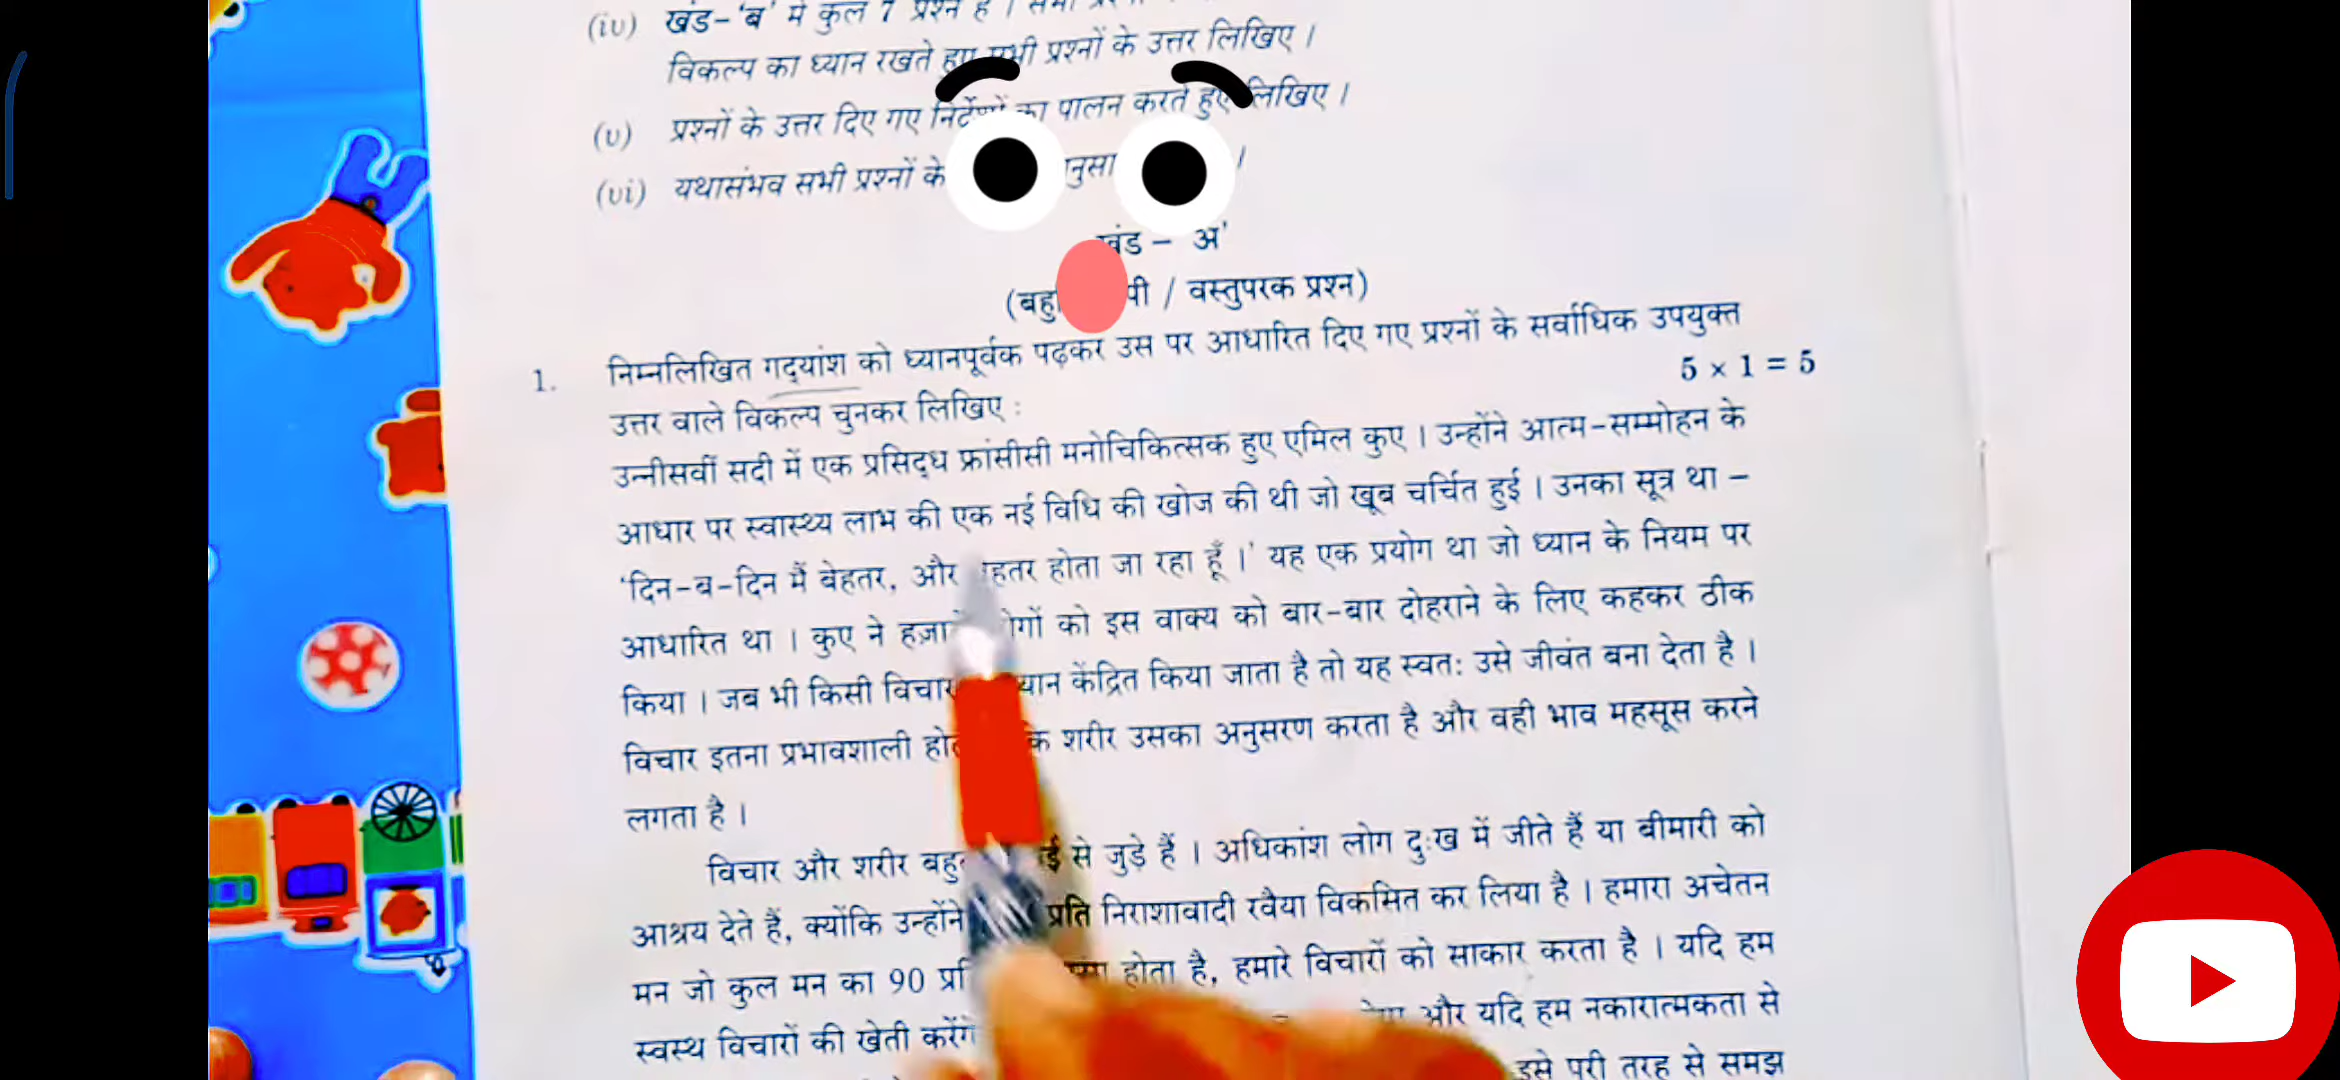 (iv) खंड-'ब' में कुल 7 प्रश्न हैं ।
विकल्प का ध्यान रखते हुए सभी प्रश्नों के उत्तर लिखिए ।
(v) प्रश्नों के उत्तर दिए गए निर्देशों का पालन करते हुए लिखिए ।
(vi) यथासंभव सभी प्रश्नों के ।
खंड - अ'
/ वस्तुपरक प्रश्न)
1. निम्नलिखित गद्यांश को ध्यानपूर्वक पढ़कर उस पर आधारित दिए गए प्रश्नों के सर्वाधिक उपयुक्त
उत्तर वाले विकल्प चुनकर लिखिए : 5 × 1 = 5
उन्नीसवीं सदी में एक प्रसिद्ध फ्रांसीसी मनोचिकित्सक हुए एमिल कुए । उन्होंने आत्म-सम्मोहन के
आधार पर स्वास्थ्य लाभ की एक नई विधि की खोज की थी जो खूब चर्चित हुई । उनका सूत्र था –
'दिन-ब-दिन मैं बेहतर, और बेहतर होता जा रहा हूँ ।' यह एक प्रयोग था जो ध्यान के नियम पर
आधारित था । कुए ने हज़ारों लोगों को इस वाक्य को बार-बार दोहराने के लिए कहकर ठीक
किया । जब भी किसी विचार ध्यान केंद्रित किया जाता है तो यह स्वतः उसे जीवंत बना देता है ।
विचार इतना प्रभावशाली कि शरीर उसका अनुसरण करता है और वही भाव महसूस करने
लगता है ।
विचार और शरीर बहुत से जुड़े हैं । अधिकांश लोग दुःख में जीते हैं या बीमारी को
आश्रय देते हैं, क्योंकि उन्होंने प्रति निराशावादी रवैया विकसित कर लिया है । हमारा अचेतन
मन जो कुल मन का 90 होता है, हमारे विचारों को साकार करता है । यदि हम
स्वस्थ विचारों की खेती करेंगे और यदि हम नकारात्मकता से
इसे पूरी तरह से समझ